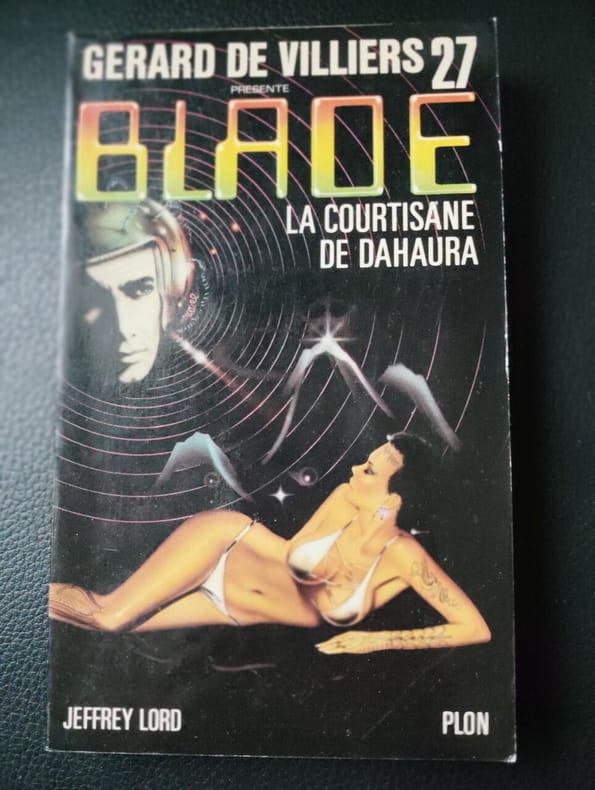 GERARD DE VILLIERS 27
PRÉSENTE
BLADE
LA COURTISANE
DE DAHAURA
JEFFREY LORD
PLON